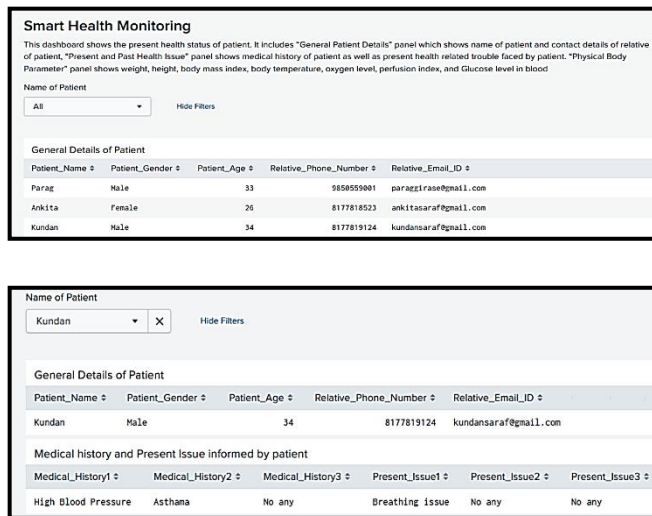 Smart Health Monitoring
This dashboard shows the present health status of patient. It includes "General Patient Details" panel which shows name of patient and contact details of relative
of patient, "Present and Past Health Issue" panel shows medical history of patient as well as present health related trouble faced by patient. "Physical Body
Parameter" panel shows weight, height, body mass index, body temperature, oxygen level, perfusion index, and Glucose level in blood
Name of Patient
All Hide Filters
General Details of Patient
Patient_Name Patient_Gender Patient_Age Relative_Phone_Number Relative_Email_ID
Parag Male 33 9850559001 paraggirase@gmail.com
Ankita Female 26 8177818523 ankitasaraf@gmail.com
Kundan Male 34 8177819124 kundansaraf@gmail.com
Name of Patient
Kundan Hide Filters
General Details of Patient
Patient_Name Patient_Gender Patient_Age Relative_Phone_Number Relative_Email_ID
Kundan Male 34 8177819124 kundansaraf@gmail.com
Medical history and Present Issue informed by patient
Medical_History1 Medical_History2 Medical_History3 Present_Issue1 Present_Issue2 Present_Issue3
High Blood Pressure Asthama No any Breathing issue No any No any